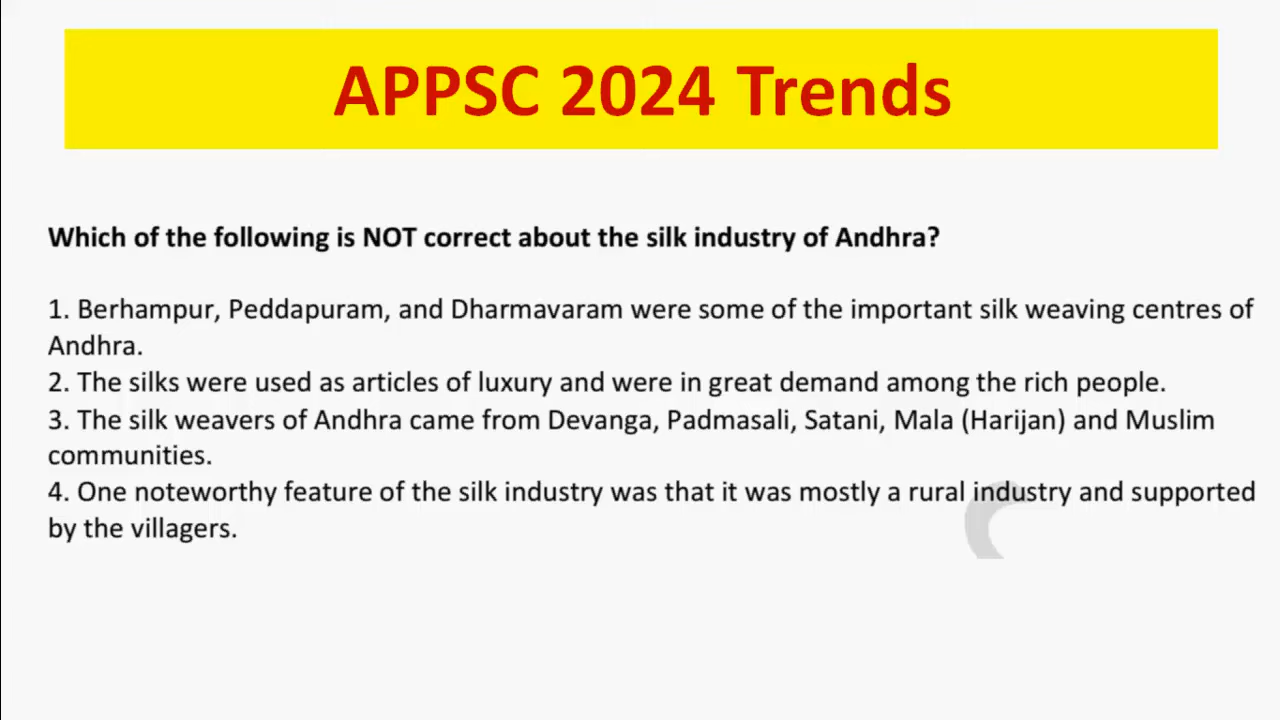 APPSC 2024 Trends
Which of the following is NOT correct about the silk industry of Andhra?
1. Berhampur, Peddapuram, and Dharmavaram were some of the important silk weaving centres of
Andhra.
2. The silks were used as articles of luxury and were in great demand among the rich people.
3. The silk weavers of Andhra came from Devanga, Padmasali, Satani, Mala (Harijan) and Muslim
communities.
4. One noteworthy feature of the silk industry was that it was mostly a rural industry and supported
by the villagers.